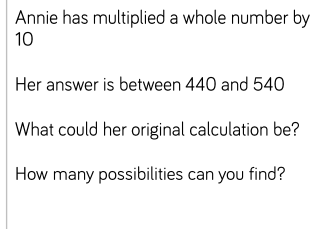 Annie has multiplied a whole number by
10
Her answer is between 440 and 540
What could her original calculation be?
How many possibilities can you find?